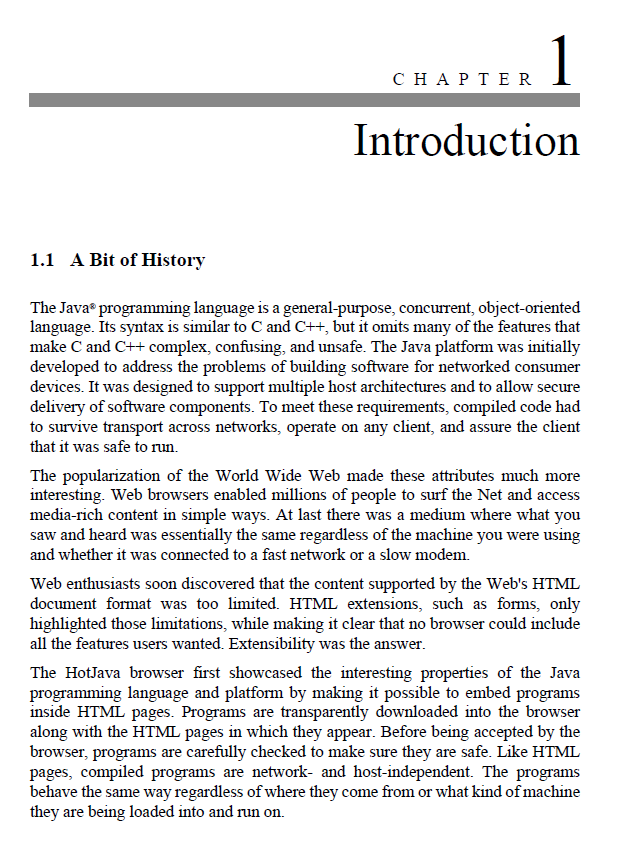 CHAPTER 1
Introduction
1.1 A Bit of History
The Java® programming language is a general-purpose, concurrent, object-oriented
language. Its syntax is similar to C and C++, but it omits many of the features that
make C and C++ complex, confusing, and unsafe. The Java platform was initially
developed to address the problems of building software for networked consumer
devices. It was designed to support multiple host architectures and to allow secure
delivery of software components. To meet these requirements, compiled code had
to survive transport across networks, operate on any client, and assure the client
that it was safe to run.
The popularization of the World Wide Web made these attributes much more
interesting. Web browsers enabled millions of people to surf the Net and access
media-rich content in simple ways. At last there was a medium where what you
saw and heard was essentially the same regardless of the machine you were using
and whether it was connected to a fast network or a slow modem.
Web enthusiasts soon discovered that the content supported by the Web's HTML
document format was too limited. HTML extensions, such as forms, only
highlighted those limitations, while making it clear that no browser could include
all the features users wanted. Extensibility was the answer.
The HotJava browser first showcased the interesting properties of the Java
programming language and platform by making it possible to embed programs
inside HTML pages. Programs are transparently downloaded into the browser
along with the HTML pages in which they appear. Before being accepted by the
browser, programs are carefully checked to make sure they are safe. Like HTML
pages, compiled programs are network- and host-independent. The programs
behave the same way regardless of where they come from or what kind of machine
they are being loaded into and run on.